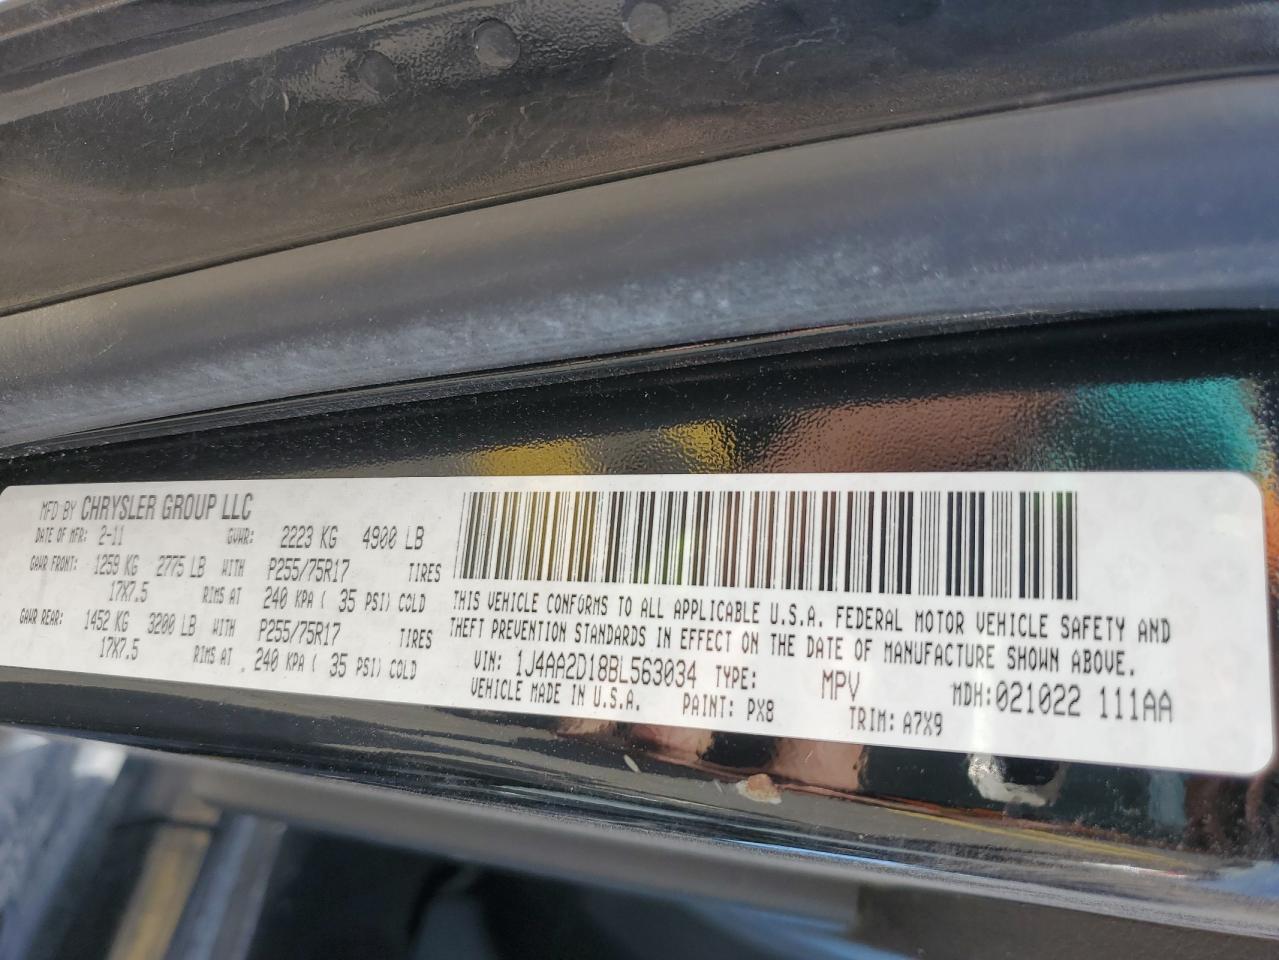 MFD BY CHRYSLER GROUP LLC
DATE OF MFR: 2-11 GVWR: 2223 KG 4900 LB
GAWR FRONT: 1259 KG 2775 LB WITH P255/75R17 TIRES
17X7.5 RIMS AT 240 KPA ( 35 PSI) COLD
GAWR REAR: 1452 KG 3200 LB WITH P255/75R17 TIRES
17X7.5 RIMS AT 240 KPA ( 35 PSI) COLD
THIS VEHICLE CONFORMS TO ALL APPLICABLE U.S.A. FEDERAL MOTOR VEHICLE SAFETY AND
THEFT PREVENTION STANDARDS IN EFFECT ON THE DATE OF MANUFACTURE SHOWN ABOVE.
VIN: 1J4AA2D18BL563034 TYPE: MPV MDH:021022 111AA
VEHICLE MADE IN U.S.A. PAINT: PX8 TRIM: A7X9